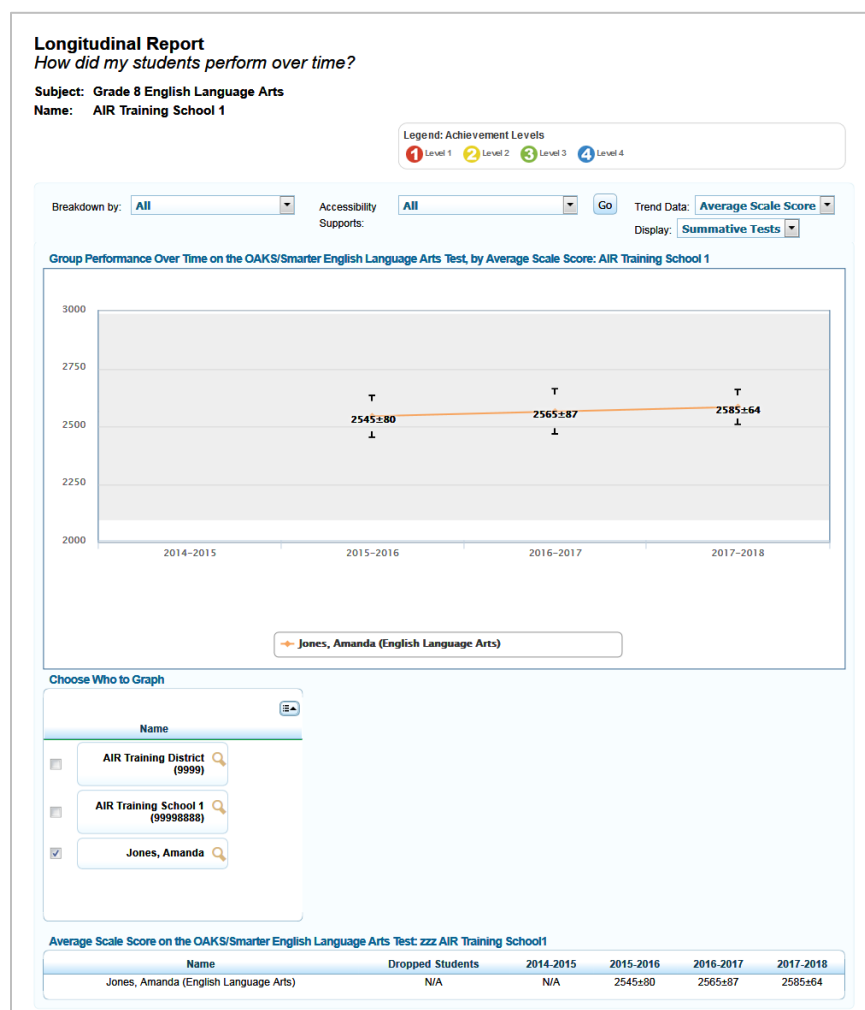 Longitudinal Report
How did my students perform over time?
Subject: Grade 8 English Language Arts
Name: AIR Training School 1
Legend: Achievement Levels
1 Level 1 2 Level 2 3 Level 3 4 Level 4
Breakdown by: All Accessibility Supports: All Go Trend Data: Average Scale Score
Display: Summative Tests
Group Performance Over Time on the OAKS/Smarter English Language Arts Test, by Average Scale Score: AIR Training School 1
3000
2750
2500
2250
2000
2545±80 2565±87 2585±64
2014-2015 2015-2016 2016-2017 2017-2018
Jones, Amanda (English Language Arts)
Choose Who to Graph
Name
AIR Training District
(9999)
AIR Training School 1
(99998888)
Jones, Amanda
Average Scale Score on the OAKS/Smarter English Language Arts Test: zzz AIR Training School1
Name Dropped Students 2014-2015 2015-2016 2016-2017 2017-2018
Jones, Amanda (English Language Arts) N/A N/A 2545±80 2565±87 2585±64